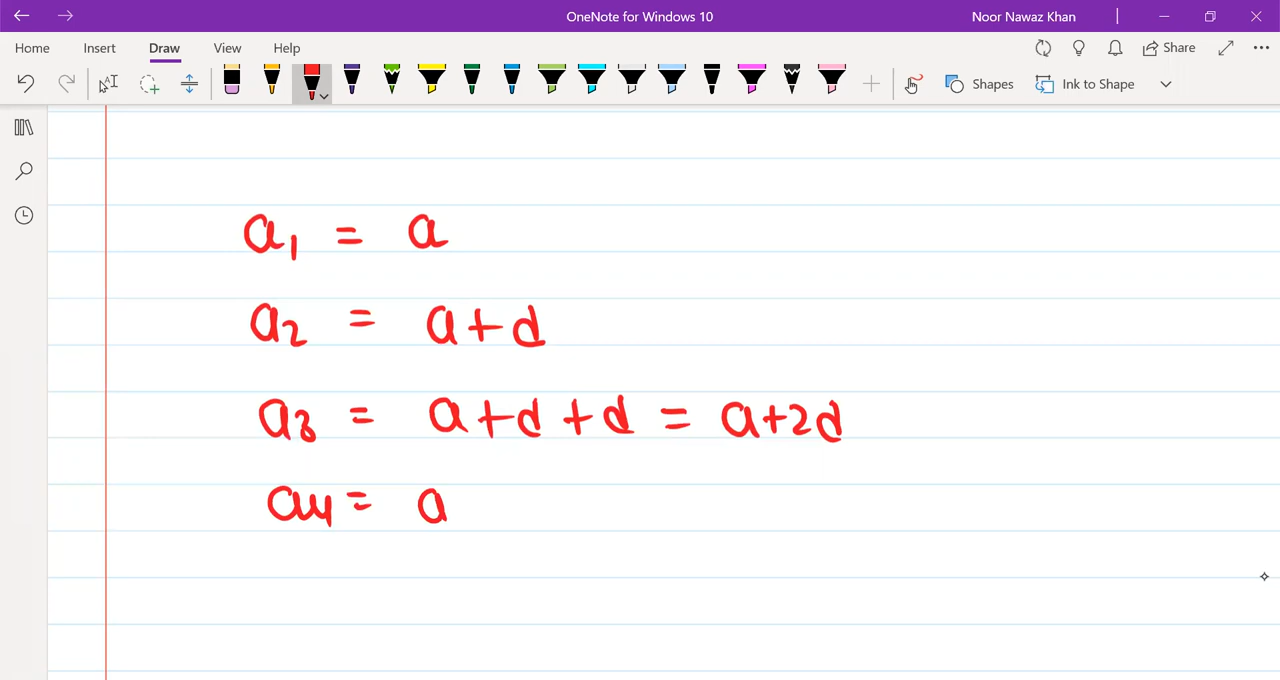 OneNote for Windows 10 Noor Nawaz Khan
Home Insert Draw View Help Share
Shapes Ink to Shape
a₁ = a
a₂ = a+d
a₃ = a+d+d = a+2d
a₄ = a